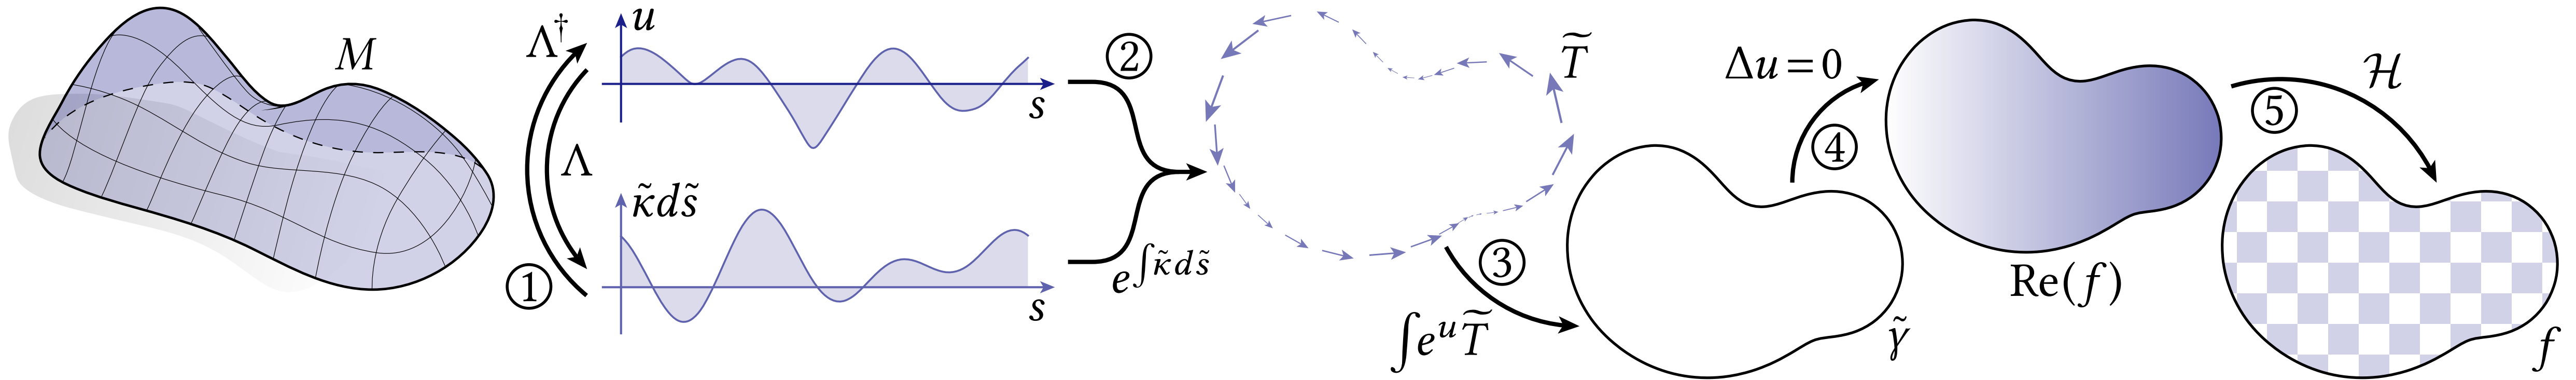 M
Λ†
Λ
①
u
s
κ̃ds̃
s
②
e^∫κ̃ds̃
T̃
③
∫e^u T̃
γ̃
Δu = 0
④
Re(f)
⑤
ℋ
f